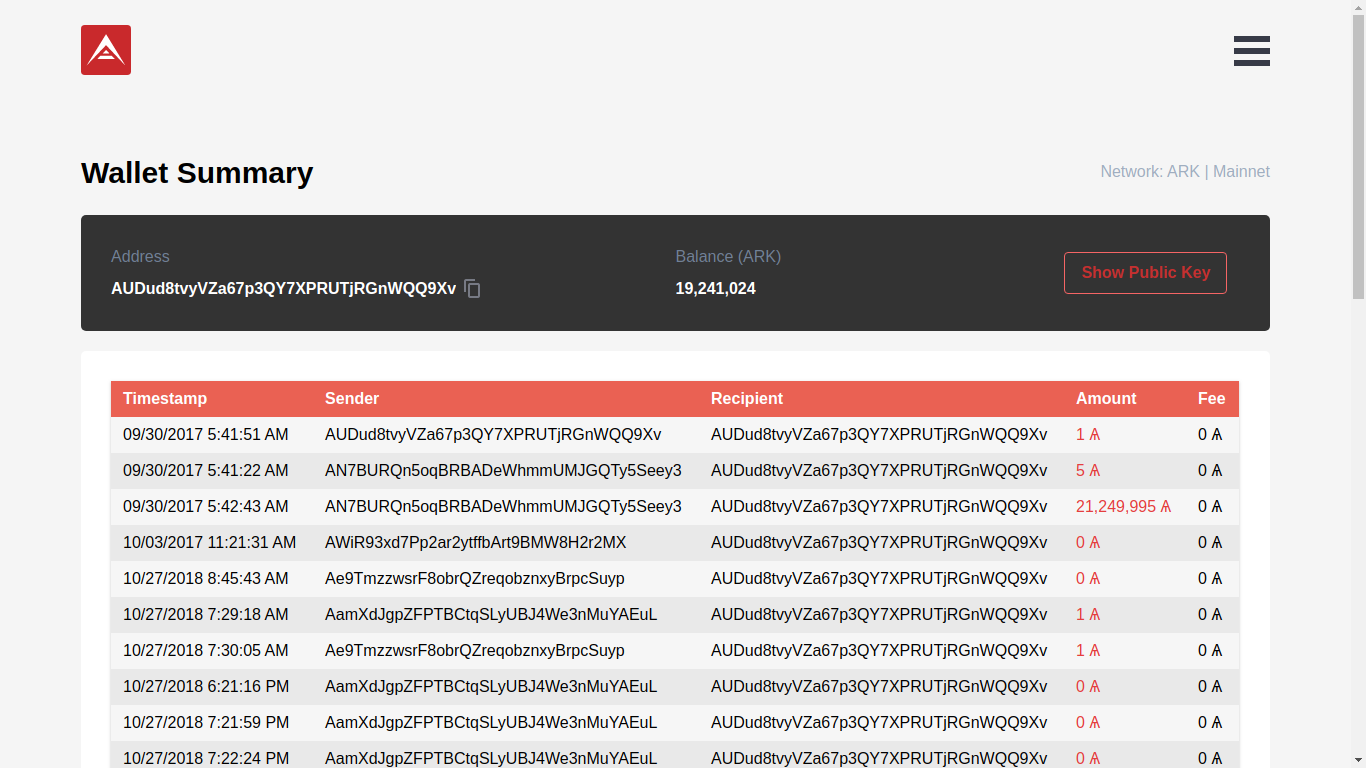 Wallet Summary
Network: ARK | Mainnet
Address
Balance (ARK)
AUDud8tvyVZa67p3QY7XPRUTjRGnWQQ9Xv
19,241,024
Show Public Key
Timestamp Sender Recipient Amount Fee
09/30/2017 5:41:51 AM AUDud8tvyVZa67p3QY7XPRUTjRGnWQQ9Xv AUDud8tvyVZa67p3QY7XPRUTjRGnWQQ9Xv 1 Ѧ 0 Ѧ
09/30/2017 5:41:22 AM AN7BURQn5oqBRBADeWhmmUMJGQTy5Seey3 AUDud8tvyVZa67p3QY7XPRUTjRGnWQQ9Xv 5 Ѧ 0 Ѧ
09/30/2017 5:42:43 AM AN7BURQn5oqBRBADeWhmmUMJGQTy5Seey3 AUDud8tvyVZa67p3QY7XPRUTjRGnWQQ9Xv 21,249,995 Ѧ 0 Ѧ
10/03/2017 11:21:31 AM AWiR93xd7Pp2ar2ytffbArt9BMW8H2r2MX AUDud8tvyVZa67p3QY7XPRUTjRGnWQQ9Xv 0 Ѧ 0 Ѧ
10/27/2018 8:45:43 AM Ae9TmzzwsrF8obrQZreqobznxyBrpcSuyp AUDud8tvyVZa67p3QY7XPRUTjRGnWQQ9Xv 0 Ѧ 0 Ѧ
10/27/2018 7:29:18 AM AamXdJgpZFPTBCtqSLyUBJ4We3nMuYAEuL AUDud8tvyVZa67p3QY7XPRUTjRGnWQQ9Xv 1 Ѧ 0 Ѧ
10/27/2018 7:30:05 AM Ae9TmzzwsrF8obrQZreqobznxyBrpcSuyp AUDud8tvyVZa67p3QY7XPRUTjRGnWQQ9Xv 1 Ѧ 0 Ѧ
10/27/2018 6:21:16 PM AamXdJgpZFPTBCtqSLyUBJ4We3nMuYAEuL AUDud8tvyVZa67p3QY7XPRUTjRGnWQQ9Xv 0 Ѧ 0 Ѧ
10/27/2018 7:21:59 PM AamXdJgpZFPTBCtqSLyUBJ4We3nMuYAEuL AUDud8tvyVZa67p3QY7XPRUTjRGnWQQ9Xv 0 Ѧ 0 Ѧ
10/27/2018 7:22:24 PM AamXdJgpZFPTBCtqSLyUBJ4We3nMuYAEuL AUDud8tvyVZa67p3QY7XPRUTjRGnWQQ9Xv 0 Ѧ 0 Ѧ